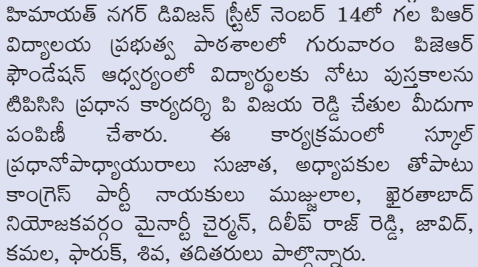 హిమాయత్ నగర్ డివిజన్ స్ట్రీట్ నెంబర్ 14లో గల పిఆర్
విద్యాలయ ప్రభుత్వ పాఠశాలలో గురువారం పిజెఆర్
ఫౌండేషన్ ఆధ్వర్యంలో విద్యార్థులకు నోటు పుస్తకాలను
టిపిసిసి ప్రధాన కార్యదర్శి పి విజయ రెడ్డి చేతుల మీదుగా
పంపిణీ చేశారు. ఈ కార్యక్రమంలో స్కూల్
ప్రధానోపాధ్యాయురాలు సుజాత, అధ్యాపకుల తోపాటు
కాంగ్రెస్ పార్టీ నాయకులు ముజ్జులాల, ఖైరతాబాద్
నియోజకవర్గం మైనార్టీ చైర్మన్, దిలీప్ రాజ్ రెడ్డి, జావిద్,
కమల, ఫారుక్, శివ, తదితరులు పాల్గొన్నారు.